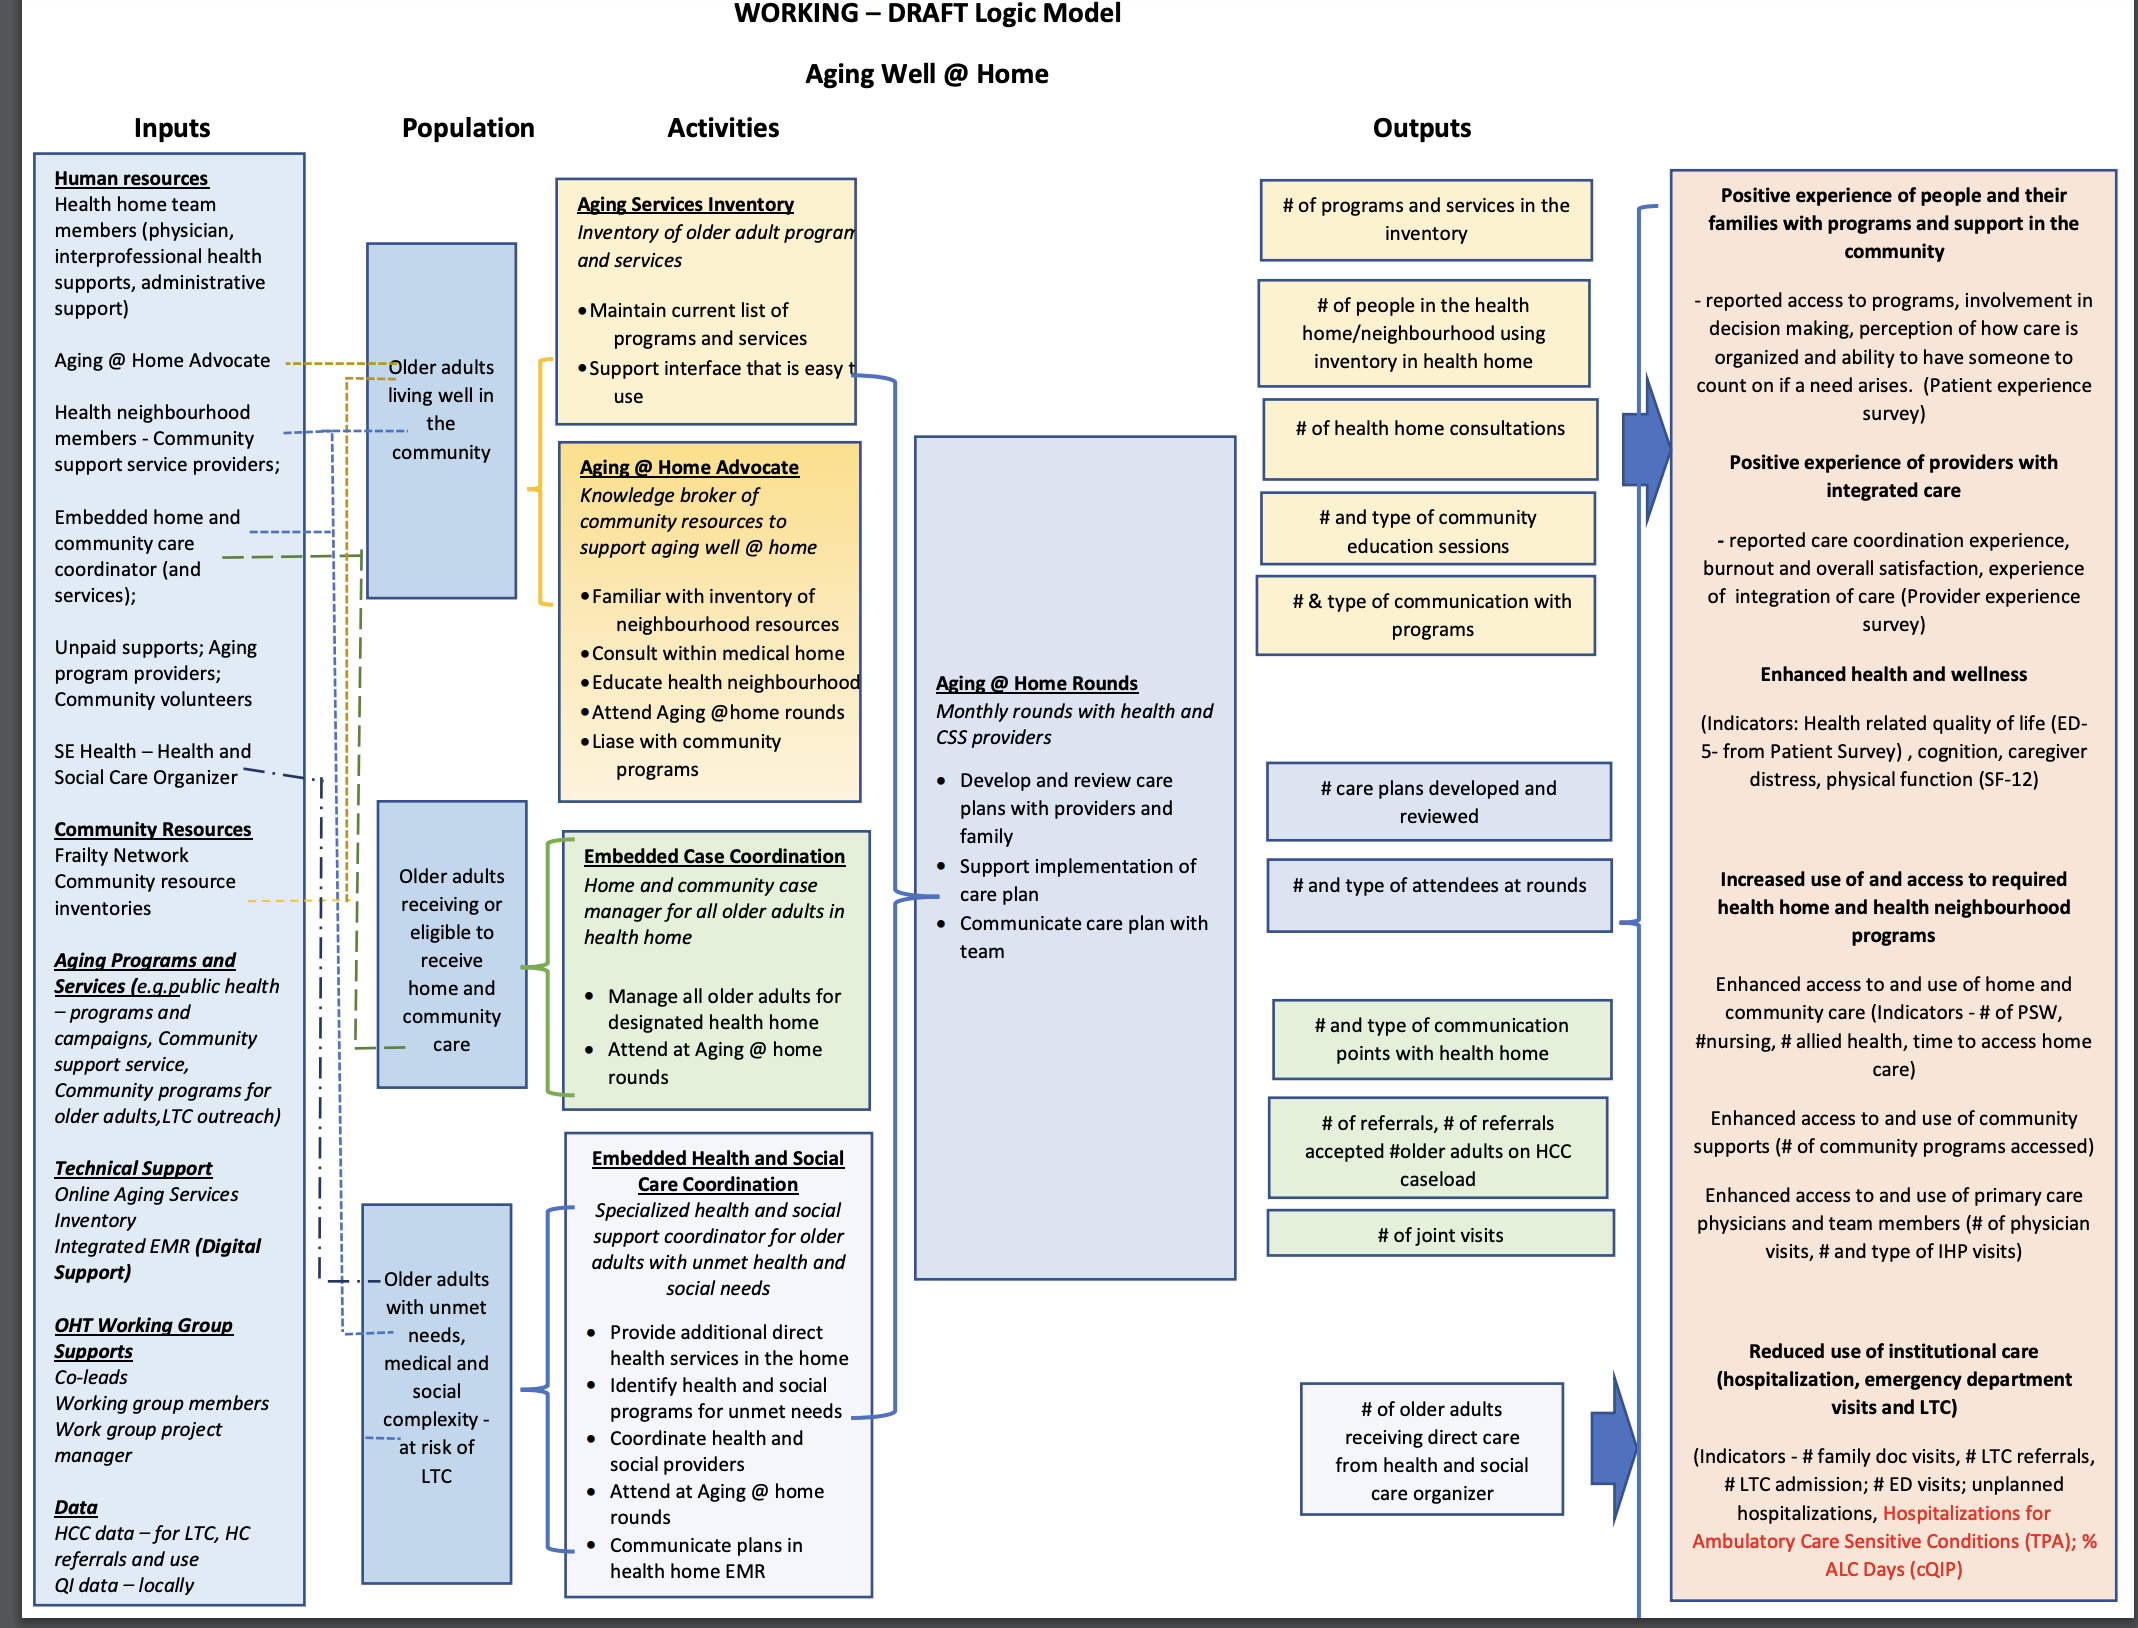 WORKING – DRAFT Logic Model
Aging Well @ Home
Inputs
Population
Activities
Outputs
Human resources
Health home team
members (physician,
interprofessional health
supports, administrative
support)
Aging @ Home Advocate
Health neighbourhood
members - Community
support service providers;
Embedded home and
community care
coordinator (and
services);
Unpaid supports; Aging
program providers;
Community volunteers
SE Health – Health and
Social Care Organizer
Community Resources
Frailty Network
Community resource
inventories
Aging Programs and
Services (e.g.public health
– programs and
campaigns, Community
support service,
Community programs for
older adults,LTC outreach)
Technical Support
Online Aging Services
Inventory
Integrated EMR (Digital
Support)
OHT Working Group
Supports
Co-leads
Working group members
Work group project
manager
Data
HCC data – for LTC, HC
referrals and use
QI data – locally
Older adults
living well in
the
community
Older adults
receiving or
eligible to
receive
home and
community
care
Older adults
with unmet
needs,
medical and
social
complexity -
at risk of
LTC
Aging Services Inventory
Inventory of older adult program
and services
• Maintain current list of
programs and services
• Support interface that is easy t
use
Aging @ Home Advocate
Knowledge broker of
community resources to
support aging well @ home
• Familiar with inventory of
neighbourhood resources
• Consult within medical home
• Educate health neighbourhood
• Attend Aging @home rounds
• Liase with community
programs
Embedded Case Coordination
Home and community case
manager for all older adults in
health home
• Manage all older adults for
designated health home
• Attend at Aging @ home
rounds
Embedded Health and Social
Care Coordination
Specialized health and social
support coordinator for older
adults with unmet health and
social needs
• Provide additional direct
health services in the home
• Identify health and social
programs for unmet needs
• Coordinate health and
social providers
• Attend at Aging @ home
rounds
• Communicate plans in
health home EMR
Aging @ Home Rounds
Monthly rounds with health and
CSS providers
• Develop and review care
plans with providers and
family
• Support implementation of
care plan
• Communicate care plan with
team
# of programs and services in the
inventory
# of people in the health
home/neighbourhood using
inventory in health home
# of health home consultations
# and type of community
education sessions
# & type of communication with
programs
# care plans developed and
reviewed
# and type of attendees at rounds
# and type of communication
points with health home
# of referrals, # of referrals
accepted #older adults on HCC
caseload
# of joint visits
# of older adults
receiving direct care
from health and social
care organizer
Positive experience of people and their
families with programs and support in the
community
- reported access to programs, involvement in
decision making, perception of how care is
organized and ability to have someone to
count on if a need arises. (Patient experience
survey)
Positive experience of providers with
integrated care
- reported care coordination experience,
burnout and overall satisfaction, experience
of integration of care (Provider experience
survey)
Enhanced health and wellness
(Indicators: Health related quality of life (ED-
5- from Patient Survey) , cognition, caregiver
distress, physical function (SF-12)
Increased use of and access to required
health home and health neighbourhood
programs
Enhanced access to and use of home and
community care (Indicators - # of PSW,
#nursing, # allied health, time to access home
care)
Enhanced access to and use of community
supports (# of community programs accessed)
Enhanced access to and use of primary care
physicians and team members (# of physician
visits, # and type of IHP visits)
Reduced use of institutional care
(hospitalization, emergency department
visits and LTC)
(Indicators - # family doc visits, # LTC referrals,
# LTC admission; # ED visits; unplanned
hospitalizations, Hospitalizations for
Ambulatory Care Sensitive Conditions (TPA); %
ALC Days (cQIP)